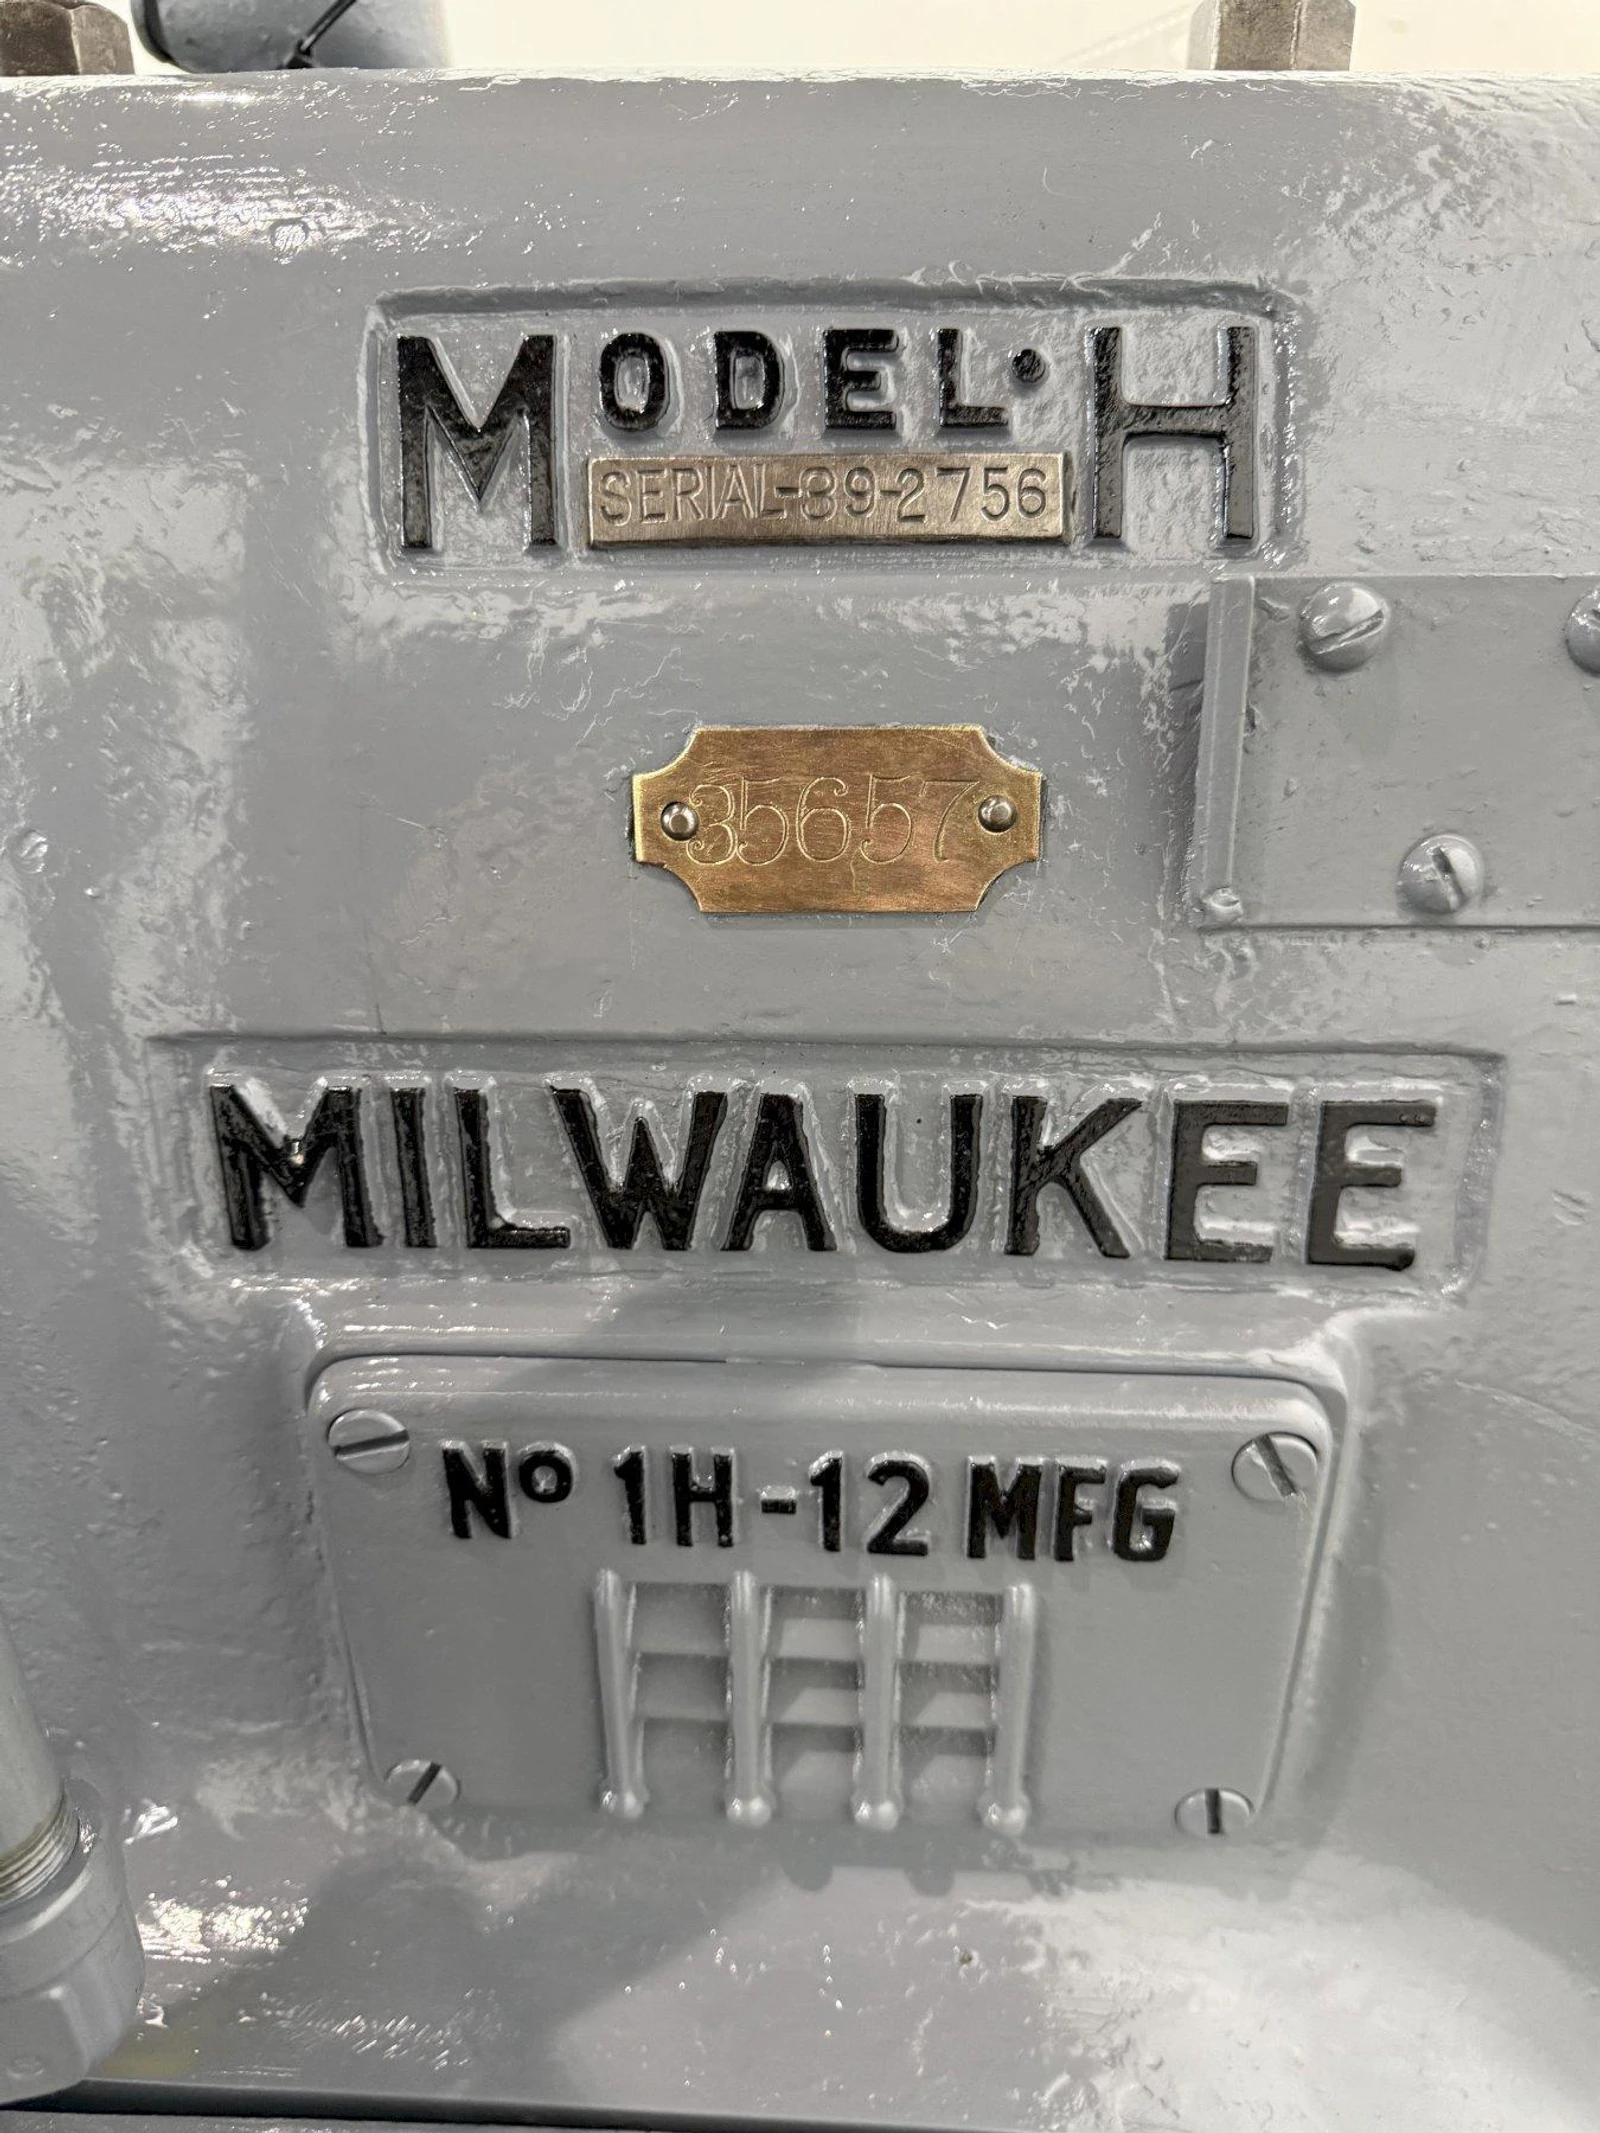 MODEL·H
SERIAL-39-2756
35657
MILWAUKEE
No 1H-12 MFG